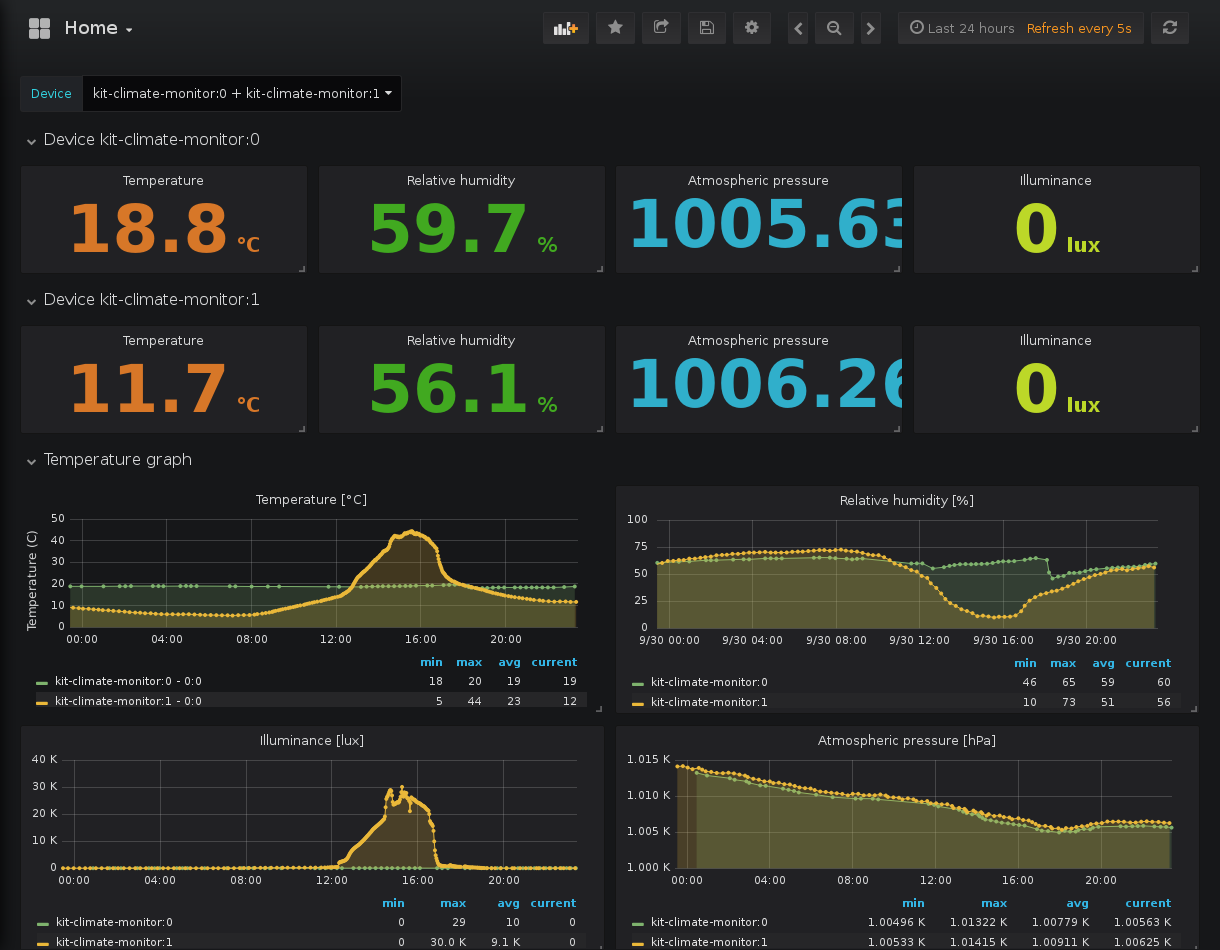 Home
Last 24 hours Refresh every 5s
Device kit-climate-monitor:0 + kit-climate-monitor:1
Device kit-climate-monitor:0
Temperature Relative humidity Atmospheric pressure Illuminance
18.8 °C 59.7 % 1005.63 0 lux
Device kit-climate-monitor:1
Temperature Relative humidity Atmospheric pressure Illuminance
11.7 °C 56.1 % 1006.26 0 lux
Temperature graph
Temperature [°C]
Temperature (C)
50
40
30
20
10
0
00:00 04:00 08:00 12:00 16:00 20:00
min max avg current
kit-climate-monitor:0 - 0:0 18 20 19 19
kit-climate-monitor:1 - 0:0 5 44 23 12
Relative humidity [%]
100
75
50
25
0
9/30 00:00 9/30 04:00 9/30 08:00 9/30 12:00 9/30 16:00 9/30 20:00
min max avg current
kit-climate-monitor:0 46 65 59 60
kit-climate-monitor:1 10 73 51 56
Illuminance [lux]
40 K
30 K
20 K
10 K
0
00:00 04:00 08:00 12:00 16:00 20:00
min max avg current
kit-climate-monitor:0 0 29 10 0
kit-climate-monitor:1 0 30.0 K 9.1 K 0
Atmospheric pressure [hPa]
1.015 K
1.010 K
1.005 K
1.000 K
00:00 04:00 08:00 12:00 16:00 20:00
min max avg current
kit-climate-monitor:0 1.00496 K 1.01322 K 1.00779 K 1.00563 K
kit-climate-monitor:1 1.00533 K 1.01415 K 1.00911 K 1.00625 K